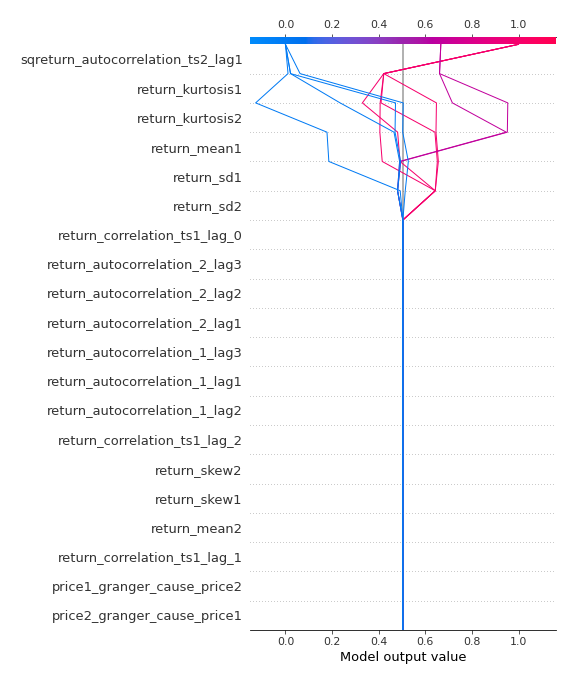 0.0 0.2 0.4 0.6 0.8 1.0
sqreturn_autocorrelation_ts2_lag1
return_kurtosis1
return_kurtosis2
return_mean1
return_sd1
return_sd2
return_correlation_ts1_lag_0
return_autocorrelation_2_lag3
return_autocorrelation_2_lag2
return_autocorrelation_2_lag1
return_autocorrelation_1_lag3
return_autocorrelation_1_lag1
return_autocorrelation_1_lag2
return_correlation_ts1_lag_2
return_skew2
return_skew1
return_mean2
return_correlation_ts1_lag_1
price1_granger_cause_price2
price2_granger_cause_price1
0.0 0.2 0.4 0.6 0.8 1.0
Model output value